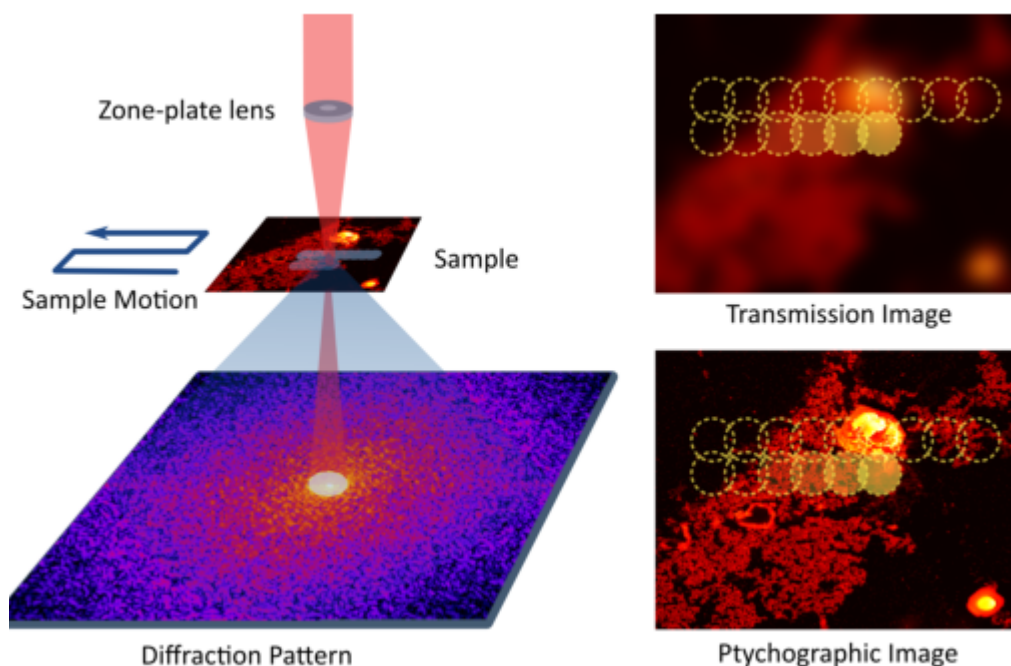 Zone-plate lens
Sample
Sample Motion
Diffraction Pattern
Transmission Image
Ptychographic Image